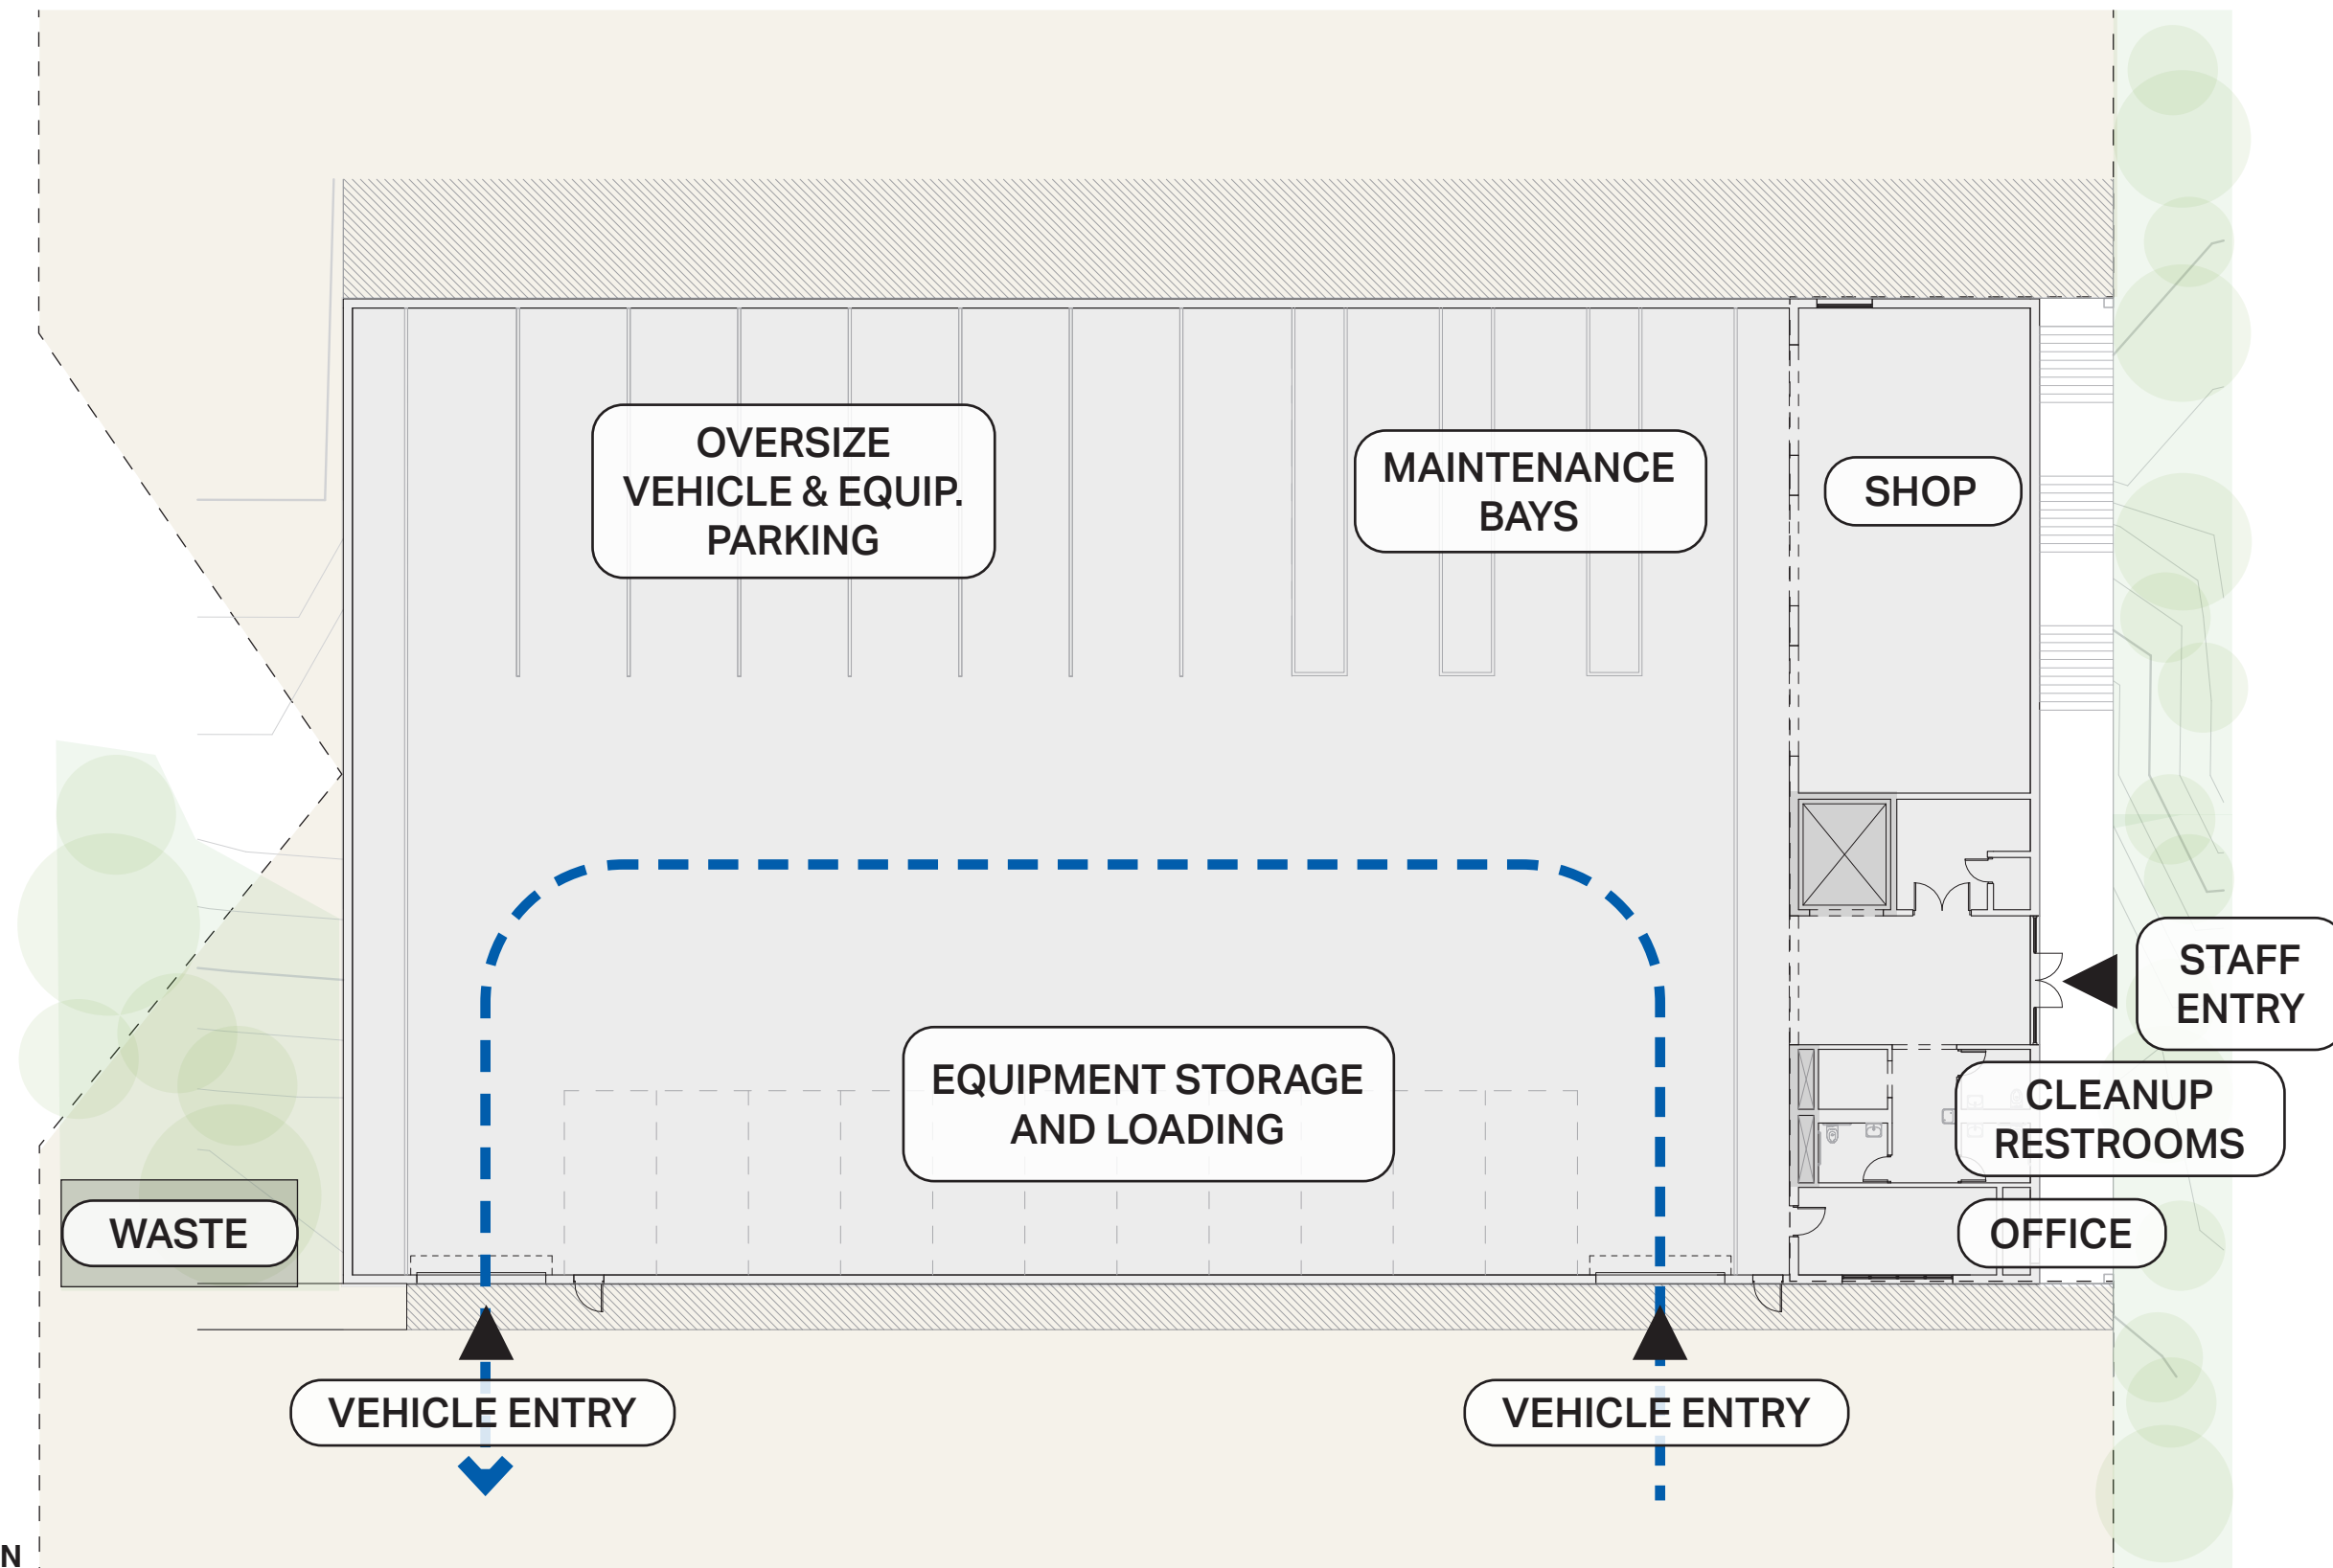 OVERSIZE
VEHICLE & EQUIP.
PARKING
MAINTENANCE
BAYS
SHOP
STAFF
ENTRY
EQUIPMENT STORAGE
AND LOADING
CLEANUP
RESTROOMS
WASTE
OFFICE
VEHICLE ENTRY
VEHICLE ENTRY
N